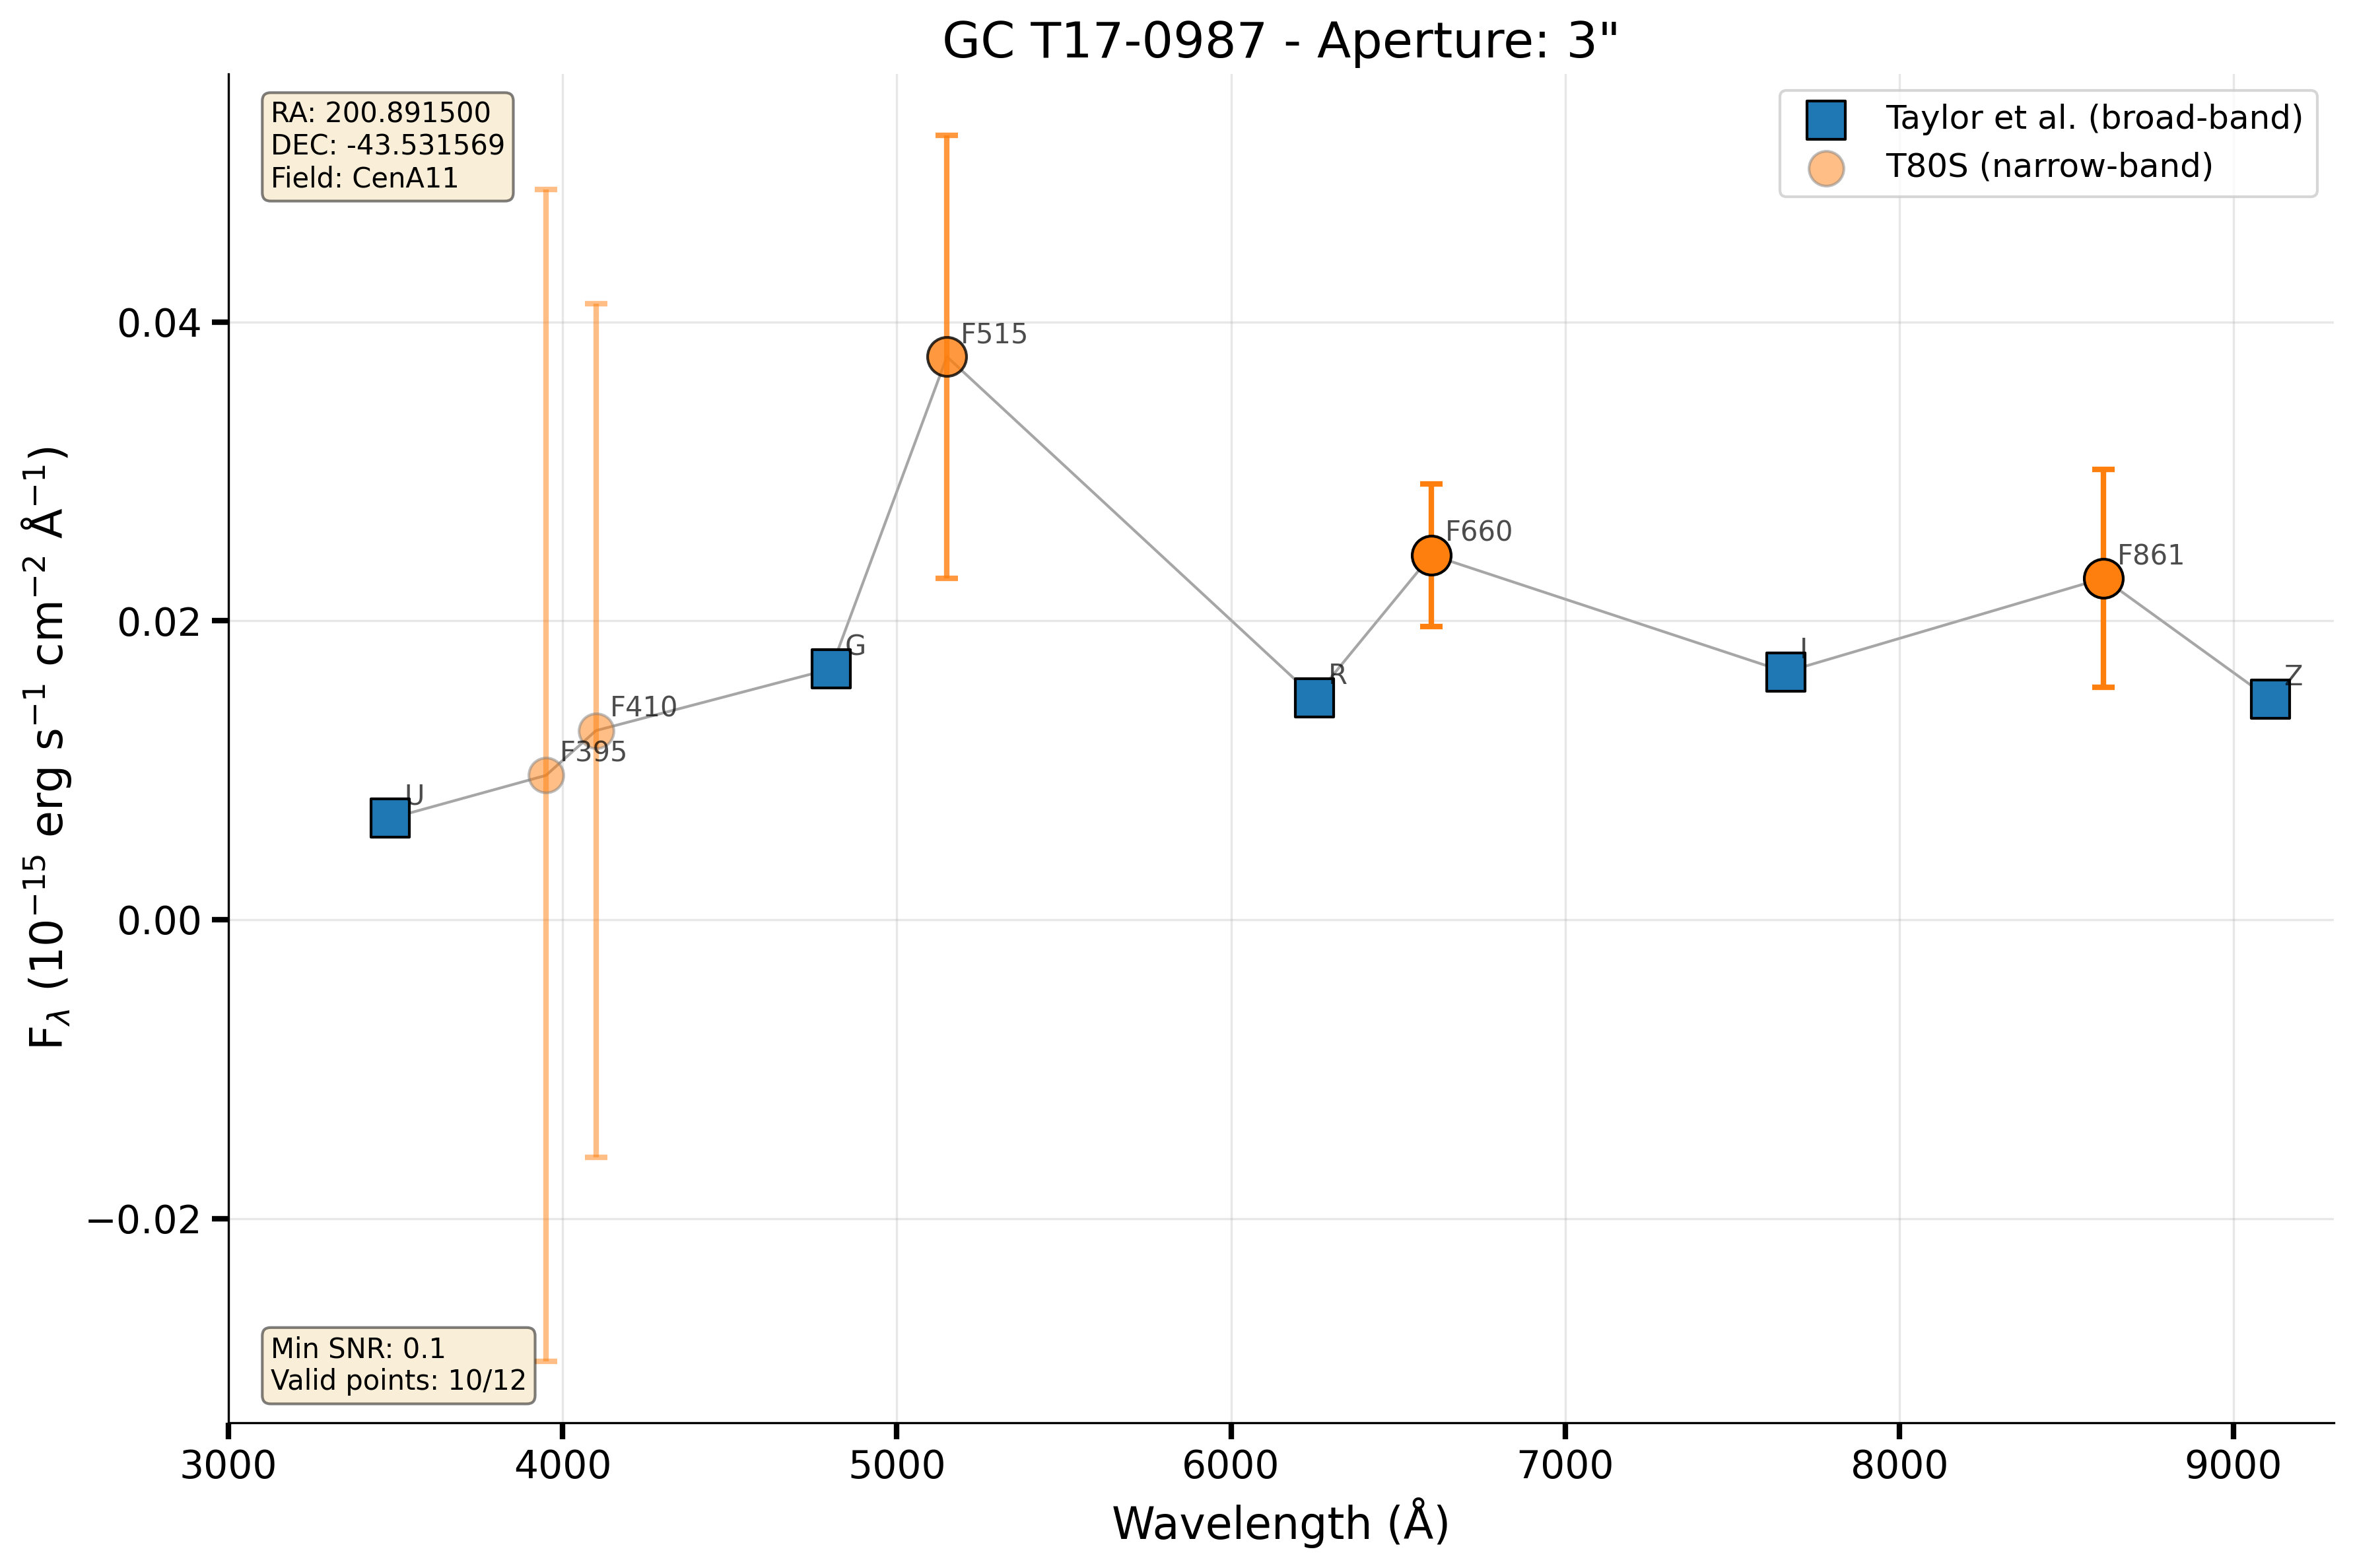 GC T17-0987 - Aperture: 3"
RA: 200.891500
DEC: -43.531569
Field: CenA11
Taylor et al. (broad-band)
T80S (narrow-band)
F515
F660
F861
G
R
I
Z
F410
F395
U
0.04
0.02
0.00
−0.02
F$_λ$ (10$^{−15}$ erg s$^{−1}$ cm$^{−2}$ Å$^{−1}$)
Min SNR: 0.1
Valid points: 10/12
3000 4000 5000 6000 7000 8000 9000
Wavelength (Å)